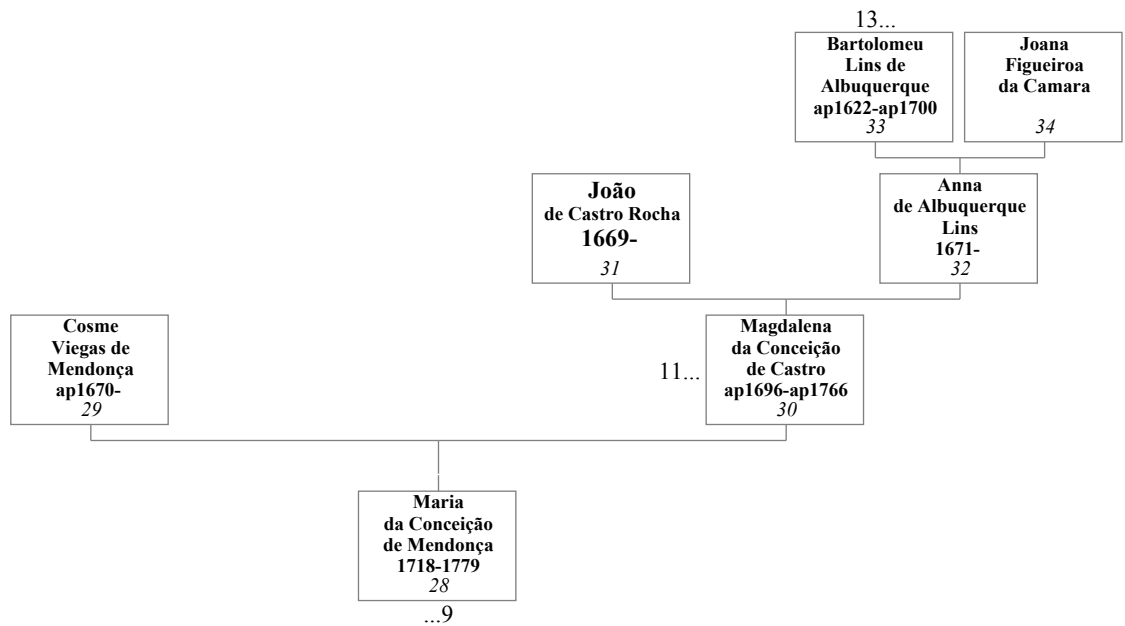 13...
Bartolomeu
Lins de
Albuquerque
ap1622-ap1700
33
Joana
Figueiroa
da Camara
34
João
de Castro Rocha
1669-
31
Anna
de Albuquerque
Lins
1671-
32
Cosme
Viegas de
Mendonça
ap1670-
29
11...
Magdalena
da Conceição
de Castro
ap1696-ap1766
30
Maria
da Conceição
de Mendonça
1718-1779
28
...9